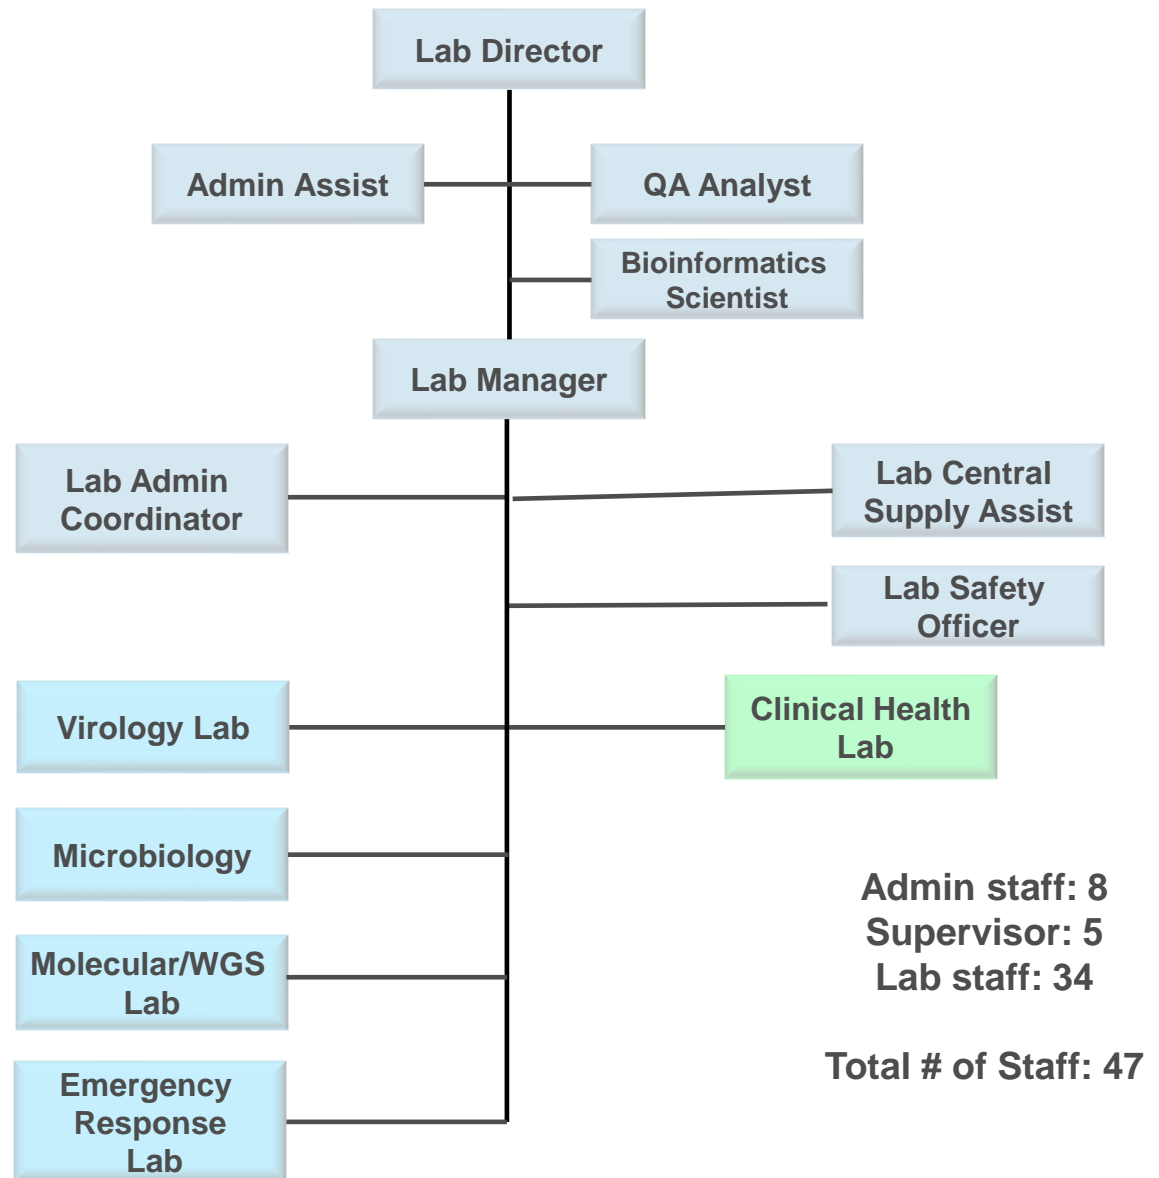 Lab Director
Admin Assist
QA Analyst
Bioinformatics
Scientist
Lab Manager
Lab Admin
Coordinator
Lab Central
Supply Assist
Lab Safety
Officer
Virology Lab
Clinical Health
Lab
Microbiology
Molecular/WGS
Lab
Emergency
Response
Lab
Admin staff: 8
Supervisor: 5
Lab staff: 34
Total # of Staff: 47